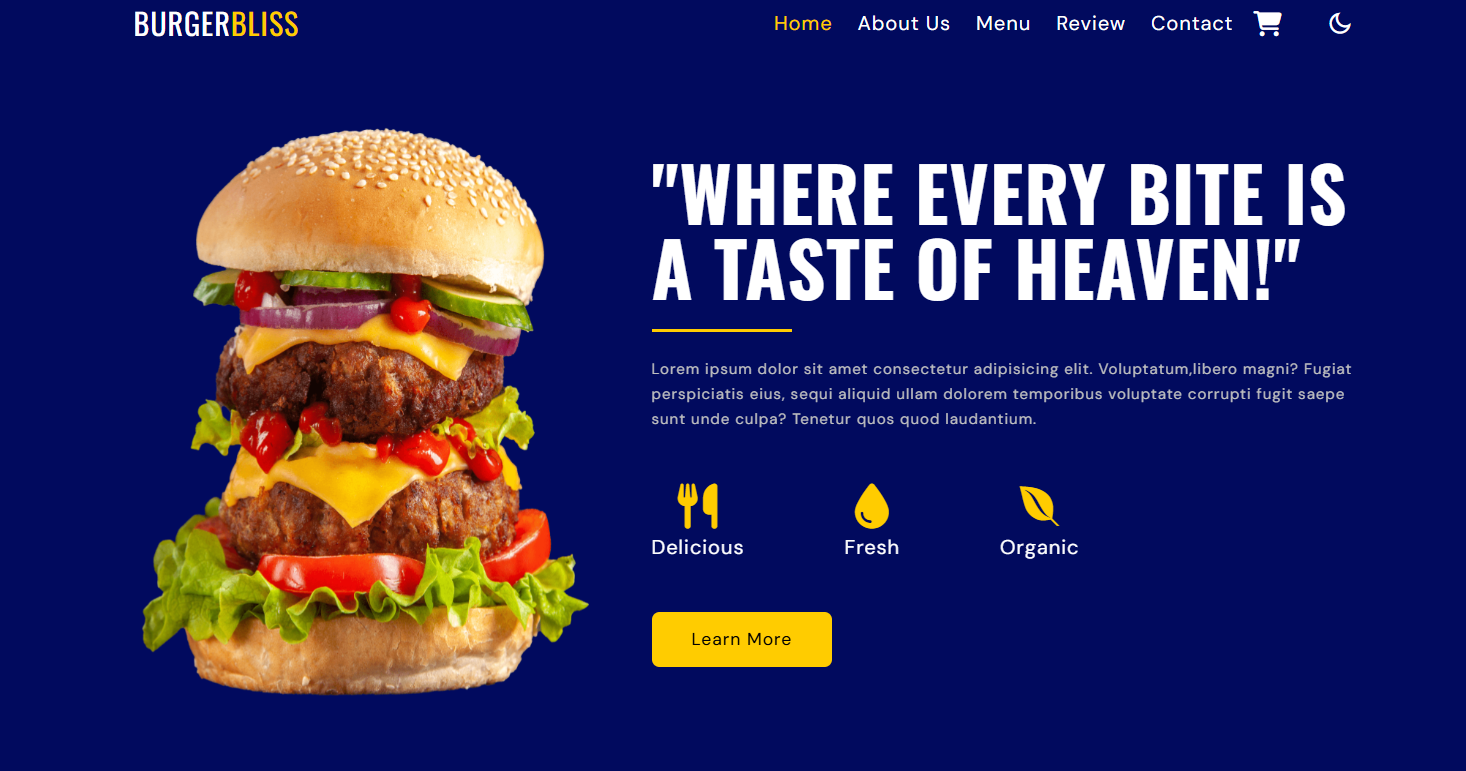 BURGERBLISS
Home About Us Menu Review Contact
"WHERE EVERY BITE IS
A TASTE OF HEAVEN!"
Lorem ipsum dolor sit amet consectetur adipisicing elit. Voluptatum,libero magni? Fugiat
perspiciatis eius, sequi aliquid ullam dolorem temporibus voluptate corrupti fugit saepe
sunt unde culpa? Tenetur quos quod laudantium.
Delicious Fresh Organic
Learn More